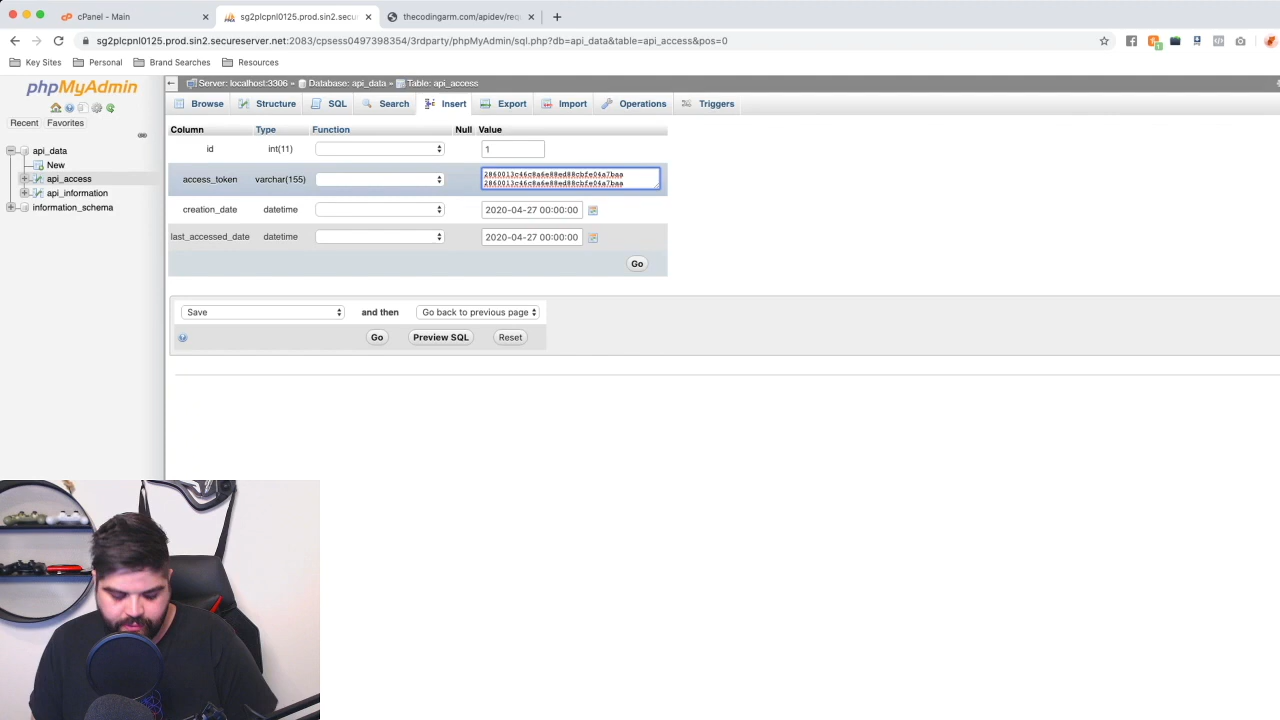 cPanel - Main
sg2plcpnl0125.prod.sin2.secu
thecodingarm.com/apidev/req
sg2plcpnl0125.prod.sin2.secureserver.net:2083/cpsess0497398354/3rdparty/phpMyAdmin/sql.php?db=api_data&table=api_access&pos=0
Key Sites Personal Brand Searches Resources
phpMyAdmin
Recent Favorites
api_data
New
api_access
api_information
information_schema
Server: localhost:3306 » Database: api_data » Table: api_access
Browse Structure SQL Search Insert Export Import Operations Triggers
Column Type Function Null Value
id int(11) 1
access_token varchar(155) 2860013c46c8a6e88ed88cbfe04a7baa
2860013c46c8a6e88ed88cbfe04a7baa
creation_date datetime 2020-04-27 00:00:00
last_accessed_date datetime 2020-04-27 00:00:00
Go
Save and then Go back to previous page
Go Preview SQL Reset